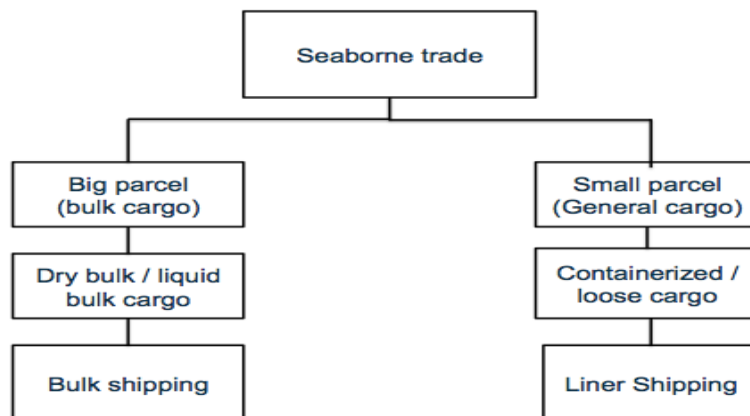 Seaborne trade
Big parcel
(bulk cargo)
Small parcel
(General cargo)
Dry bulk / liquid
bulk cargo
Containerized /
loose cargo
Bulk shipping
Liner Shipping